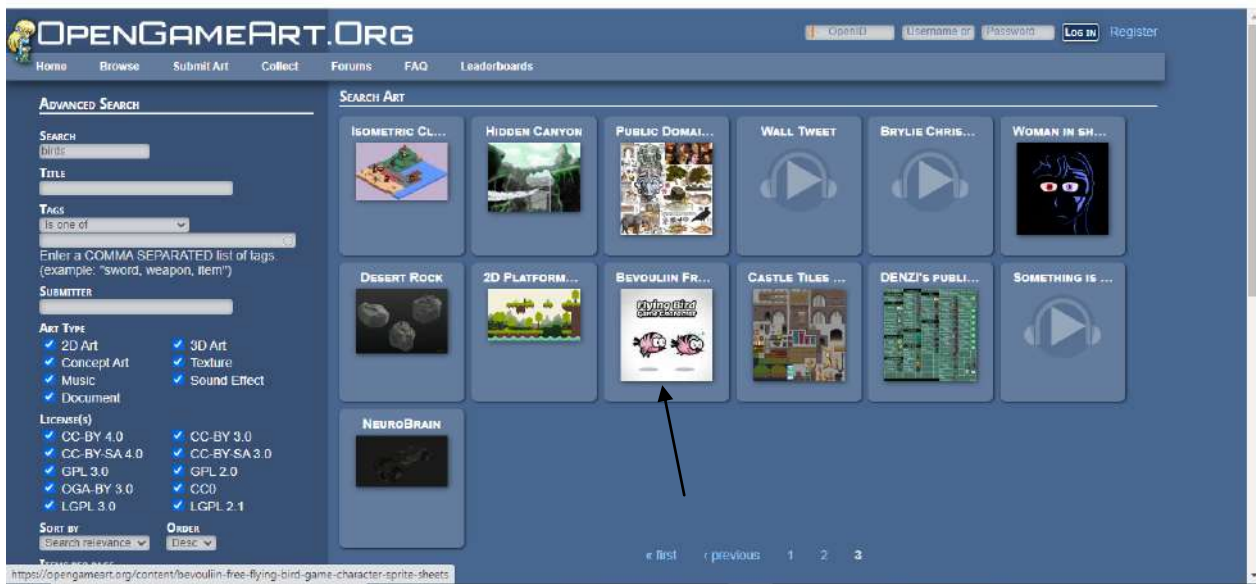 OpenGameArt.Org
OpenID Username or Password Log in Register
Home Browse Submit Art Collect Forums FAQ Leaderboards
Advanced Search
Search
birds
Title
Tags
Is one of
Enter a COMMA SEPARATED list of tags.
(example: "sword, weapon, item")
Submitter
Art Type
2D Art 3D Art
Concept Art Texture
Music Sound Effect
Document
License(s)
CC-BY 4.0 CC-BY 3.0
CC-BY-SA 4.0 CC-BY-SA 3.0
GPL 3.0 GPL 2.0
OGA-BY 3.0 CC0
LGPL 3.0 LGPL 2.1
Sort by Order
Search relevance Desc
Items per page
https://opengameart.org/content/bevouliin-free-flying-bird-game-character-sprite-sheets
Search Art
Isometric Cl... Hidden Canyon Public Domai... Wall Tweet Brylie Chris... Woman in sh...
Desert Rock 2D Platform... Bevouliin Fr... Castle Tiles ... DENZI's publi... Something is ...
Flying Bird
Game Character
NeuroBrain
« first ‹ previous 1 2 3